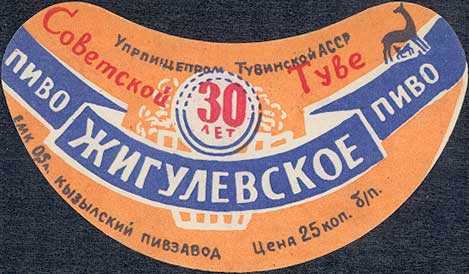 Упрпищепром Тувинской АССР
Советской Туве
30
ЛЕТ
ПИВО ЖИГУЛЕВСКОЕ ПИВО
ЕМК 0,5л. КЫЗЫЛСКИЙ ПИВЗАВОД Цена 25 коп. б/п.